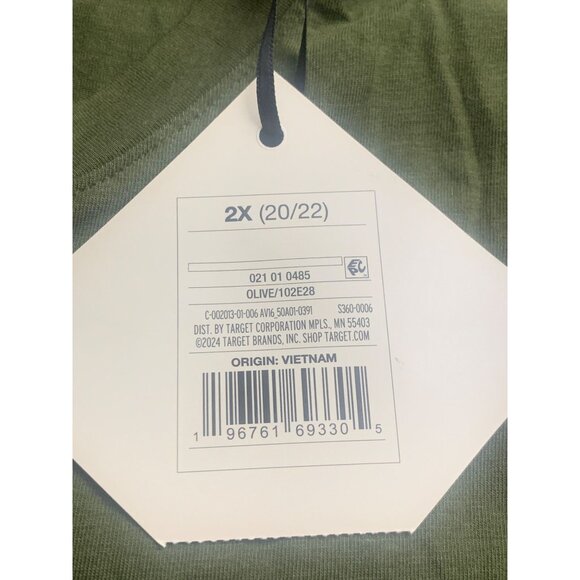 2X (20/22)
EPC
021 01 0485
OLIVE/102E28
C-002013-01-006 AV16_50A01-0391 S360-0006
DIST. BY TARGET CORPORATION MPLS., MN 55403
©2024 TARGET BRANDS, INC. SHOP TARGET.COM
ORIGIN: VIETNAM
1 96761 69330 5